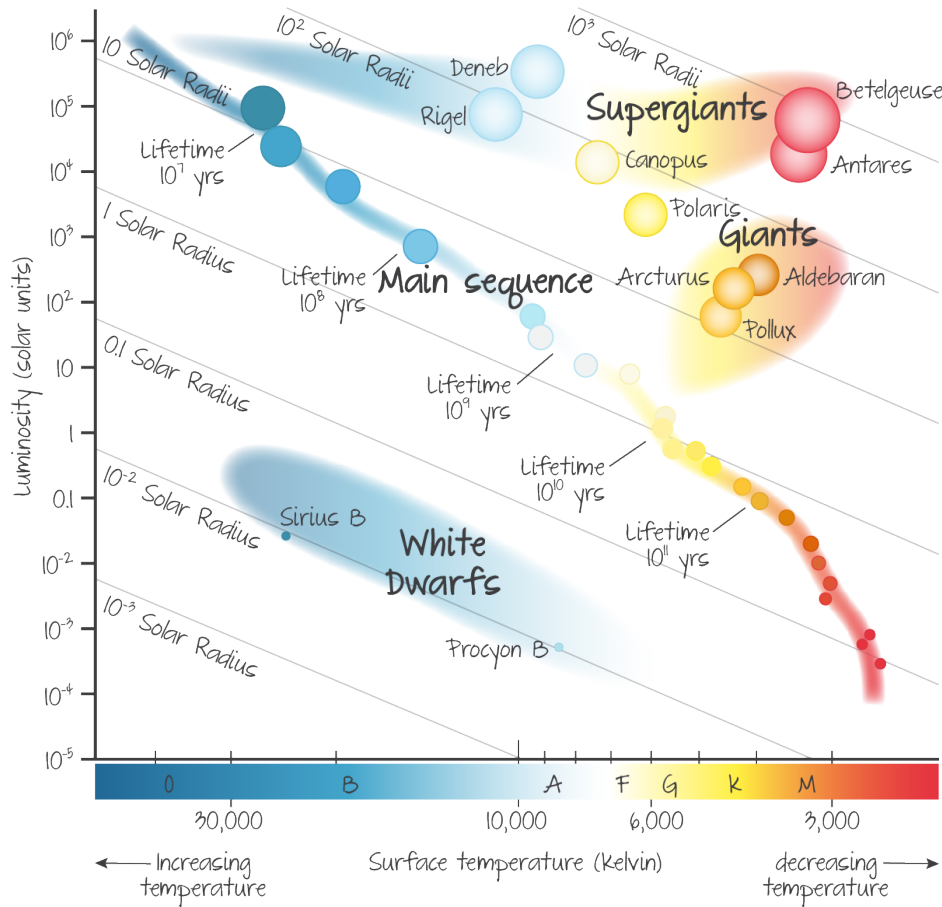 10² Solar Radii
10³ Solar Radii
10⁶
10 Solar Radii
Deneb
Betelgeuse
10⁵
Supergiants
Rigel
Lifetime
10⁷ yrs
Canopus
Antares
10⁴
1 Solar Radius
Polaris
10³
Giants
Lifetime
10⁸ yrs
Main sequence
Arcturus
Aldebaran
10²
Pollux
0.1 Solar Radius
10
Lifetime
10⁹ yrs
1
Lifetime
10¹⁰ yrs
10⁻² Solar Radius
0.1
Sirius B
White
Dwarfs
Lifetime
10¹¹ yrs
10⁻²
10⁻³ Solar Radius
10⁻³
Procyon B
10⁻⁴
10⁻⁵
Luminosity (solar units)
O B A F G K M
30,000 10,000 6,000 3,000
Increasing
temperature
Surface temperature (Kelvin)
decreasing
temperature